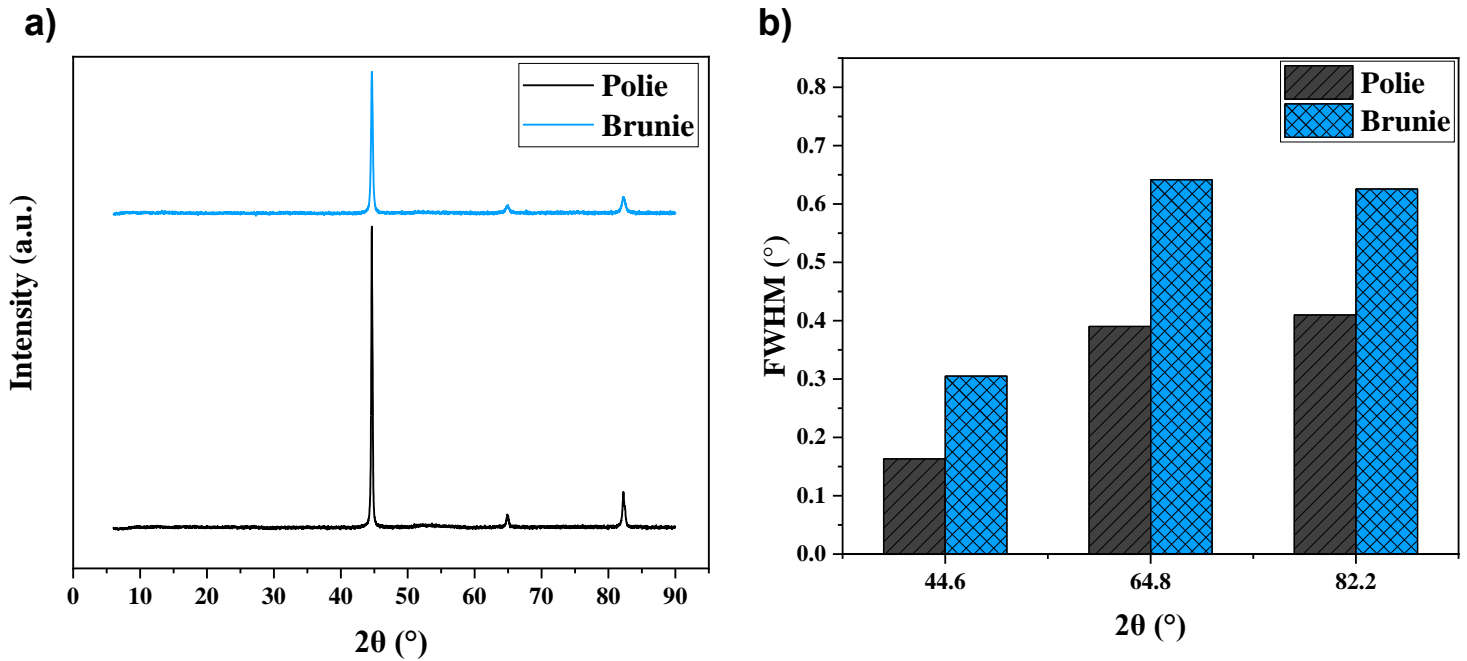 a)
Intensity (a.u.)
Polie
Brunie
0 10 20 30 40 50 60 70 80 90
2θ (°)
b)
FWHM (°)
0.8
0.7
0.6
0.5
0.4
0.3
0.2
0.1
0.0
Polie
Brunie
44.6 64.8 82.2
2θ (°)